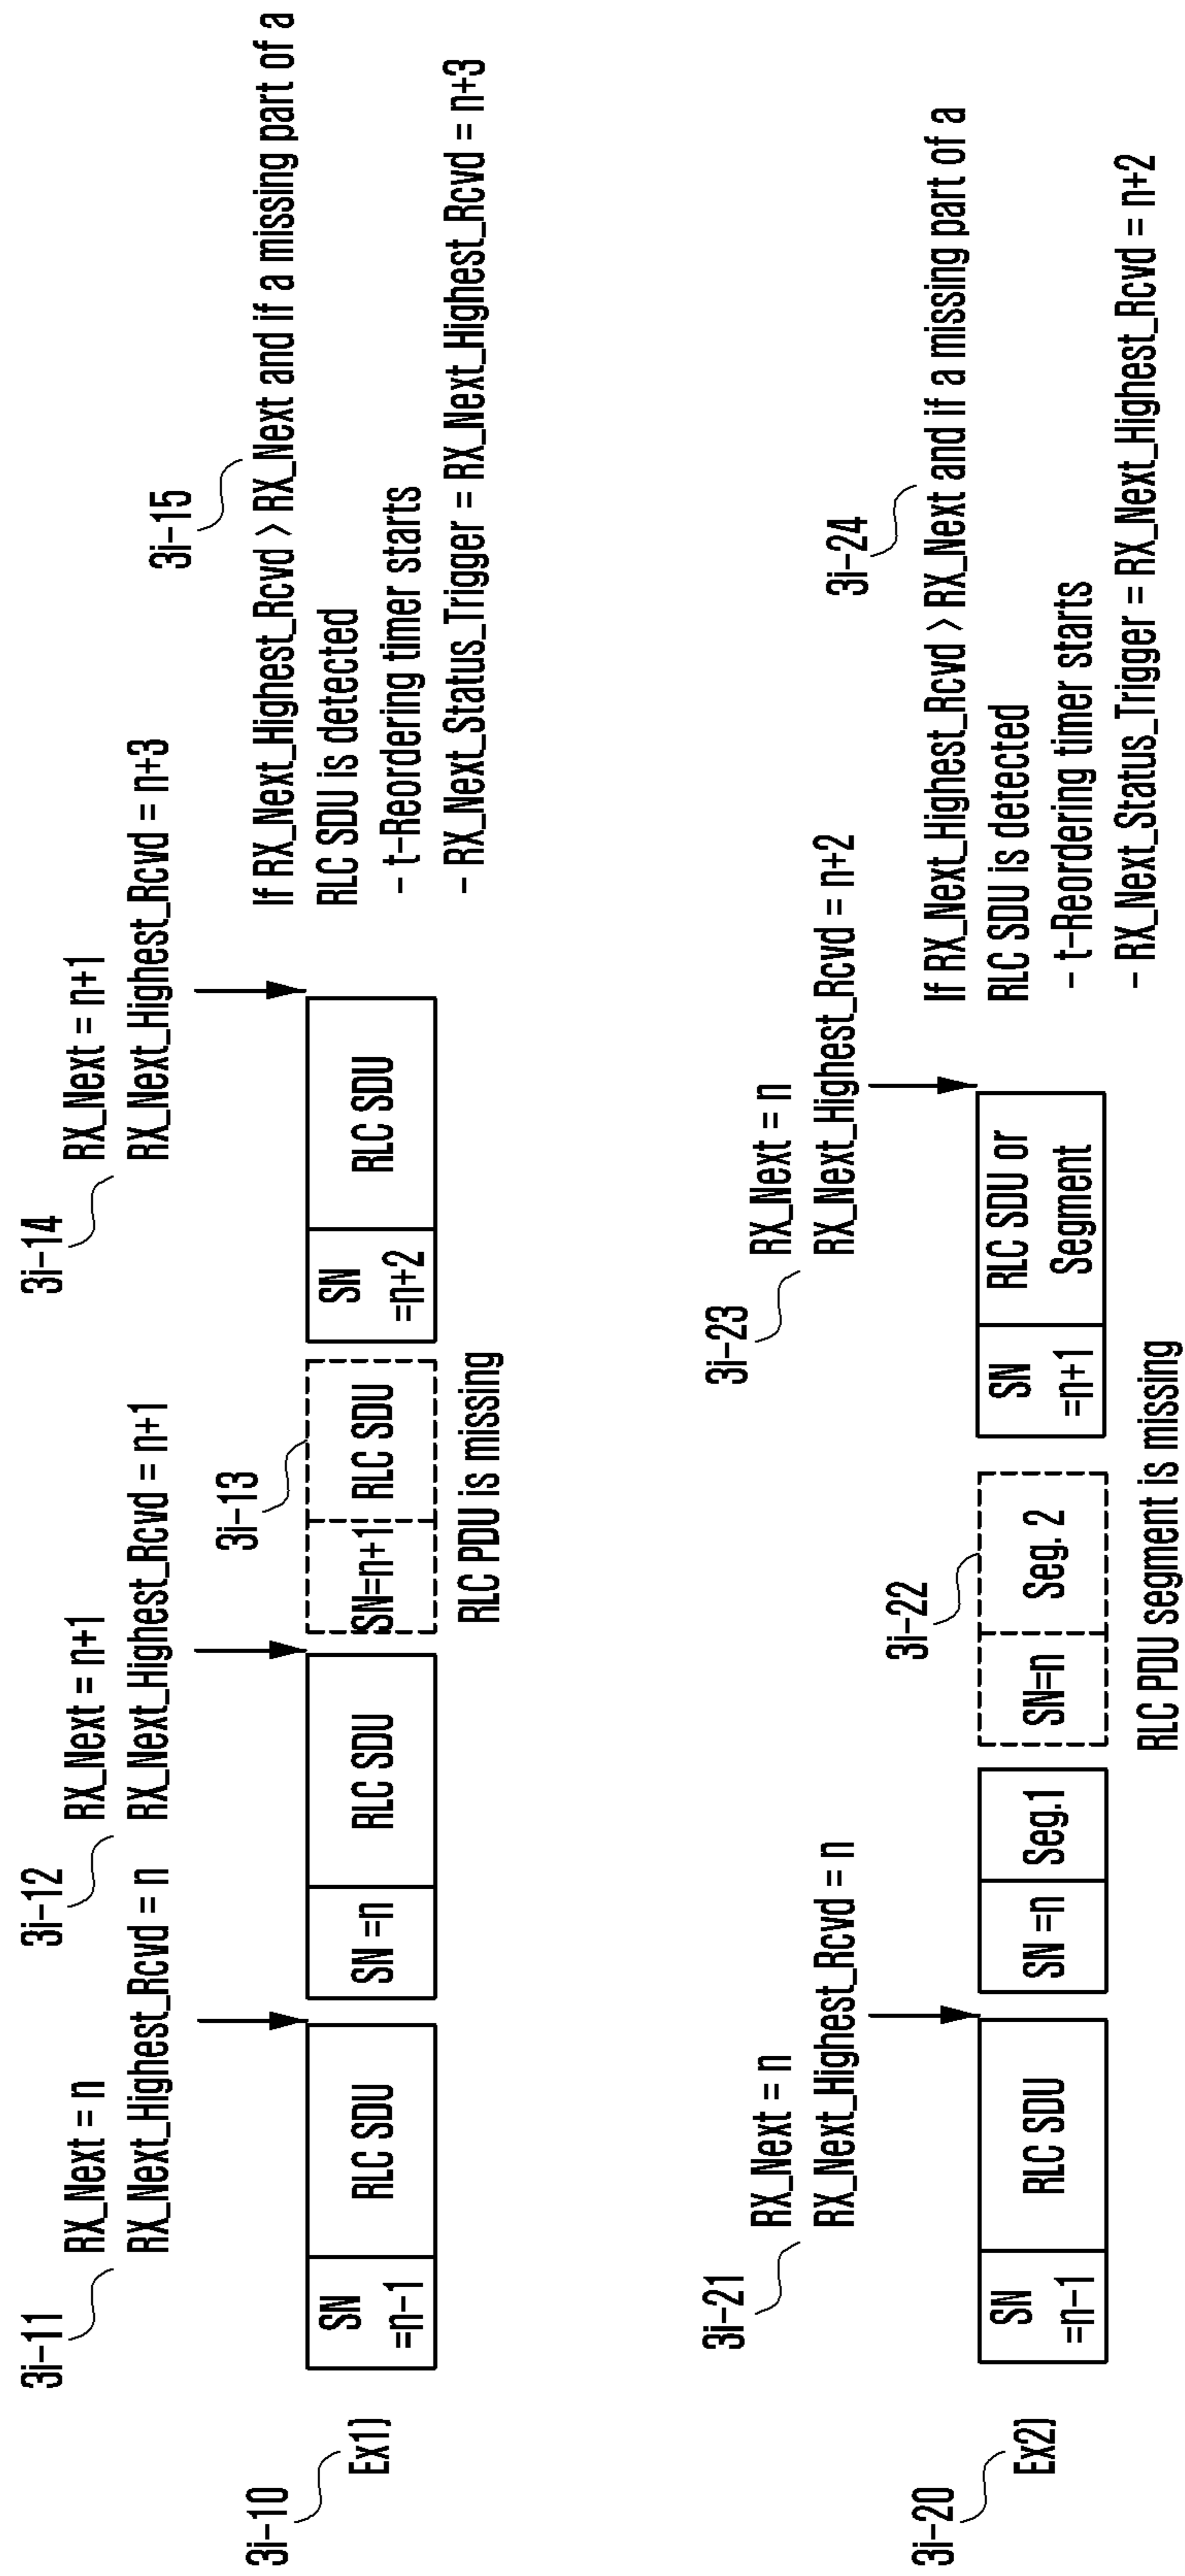 3i-10
Ex1)
3i-11
RX_Next = n
RX_Next_Highest_Rcvd = n
3i-12
RX_Next = n+1
RX_Next_Highest_Rcvd = n+1
3i-13
3i-14
RX_Next = n+1
RX_Next_Highest_Rcvd = n+3
SN
=n-1
RLC SDU
SN =n
RLC SDU
SN=n+1
RLC SDU
RLC PDU is missing
SN
=n+2
RLC SDU
3i-15
If RX_Next_Highest_Rcvd > RX_Next and if a missing part of a
RLC SDU is detected
- t-Reordering timer starts
- RX_Next_Status_Trigger = RX_Next_Highest_Rcvd = n+3
3i-20
Ex2)
3i-21
RX_Next = n
RX_Next_Highest_Rcvd = n
3i-22
3i-23
RX_Next = n
RX_Next_Highest_Rcvd = n+2
SN
=n-1
RLC SDU
SN =n
Seg.1
SN=n
Seg. 2
RLC PDU segment is missing
SN
=n+1
RLC SDU or
Segment
3i-24
If RX_Next_Highest_Rcvd > RX_Next and if a missing part of a
RLC SDU is detected
- t-Reordering timer starts
- RX_Next_Status_Trigger = RX_Next_Highest_Rcvd = n+2